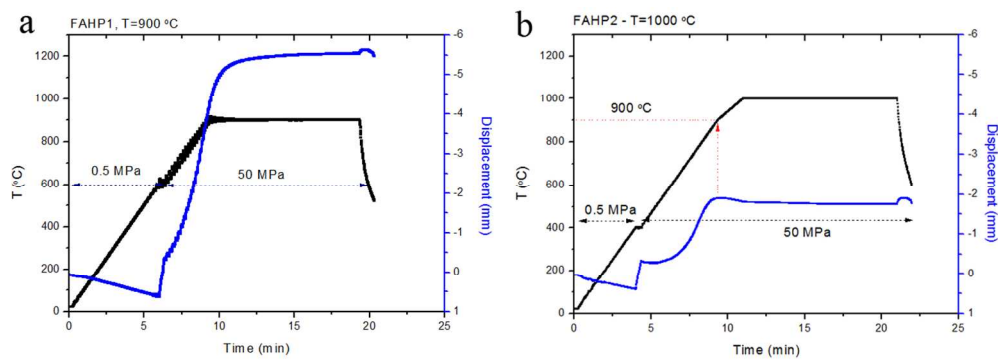 a
FAHP1, T=900 °C
1200
1000
800
600
400
200
0
T (°C)
0.5 MPa
50 MPa
-6
-5
-4
-3
-2
-1
0
1
Displacement (mm)
0
5
10
15
20
25
Time (min)
b
FAHP2 - T=1000 °C
1200
1000
800
600
400
200
0
T (°C)
900 °C
0.5 MPa
50 MPa
-6
-5
-4
-3
-2
-1
0
1
Displacement (mm)
0
5
10
15
20
25
Time (min)